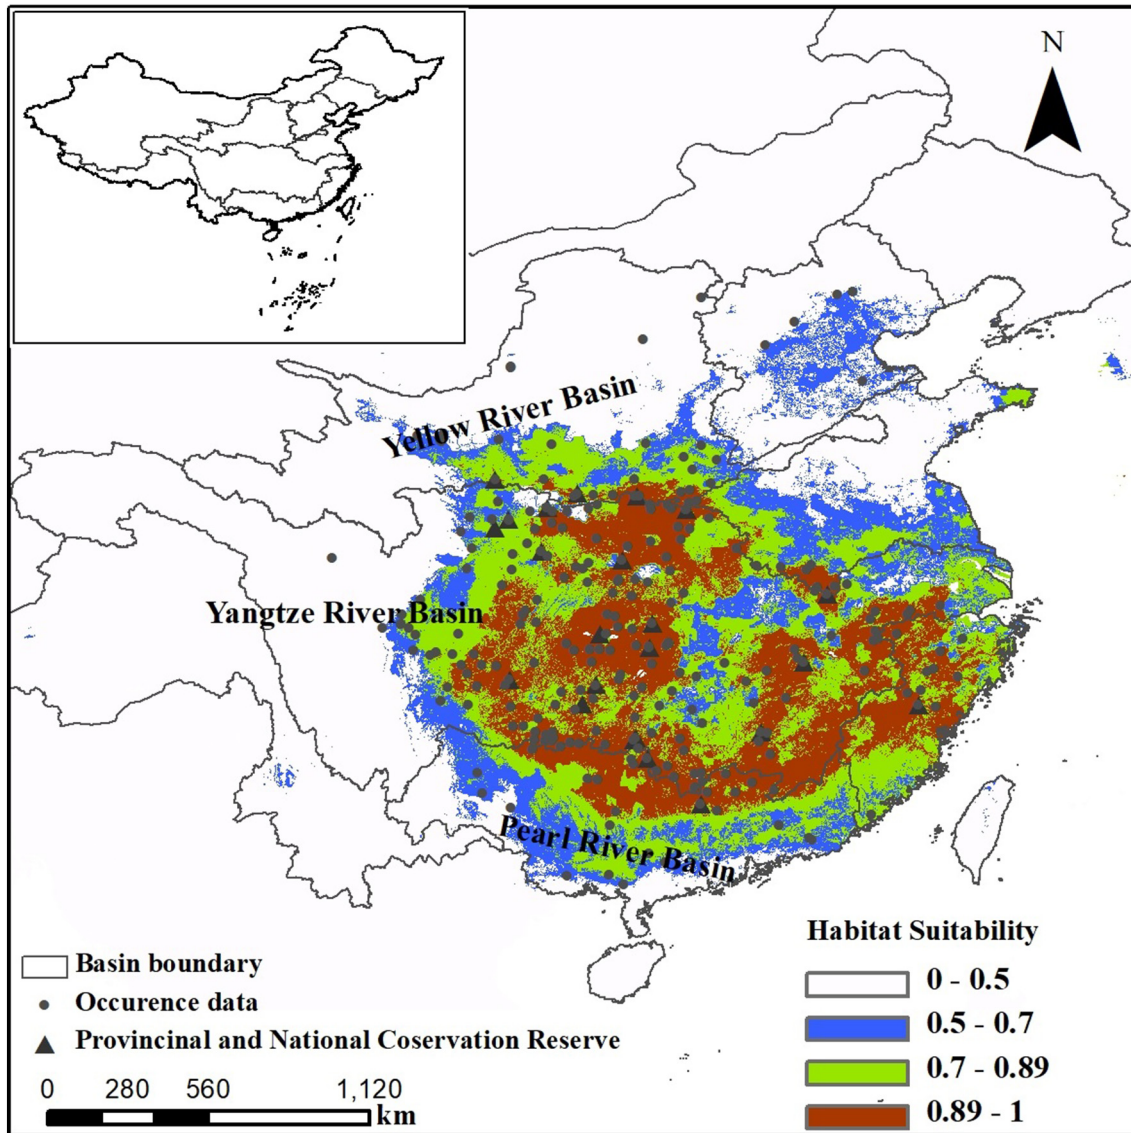 N
Yellow River Basin
Yangtze River Basin
Pearl River Basin
Habitat Suitability
0 - 0.5
0.5 - 0.7
0.7 - 0.89
0.89 - 1
Basin boundary
Occurence data
Provincinal and National Coservation Reserve
0 280 560 1,120
km